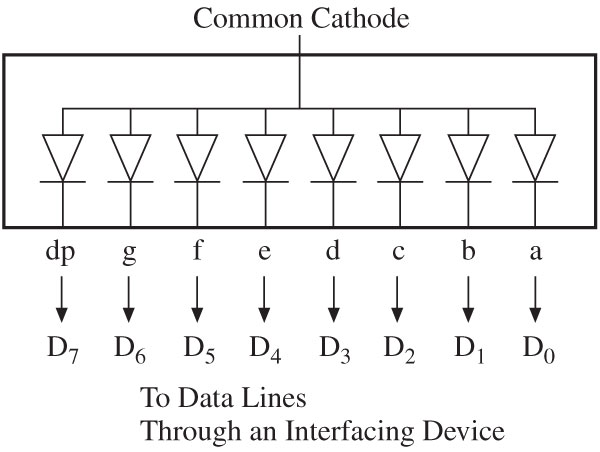 Common Cathode
dp g f e d c b a
D7 D6 D5 D4 D3 D2 D1 D0
To Data Lines
Through an Interfacing Device